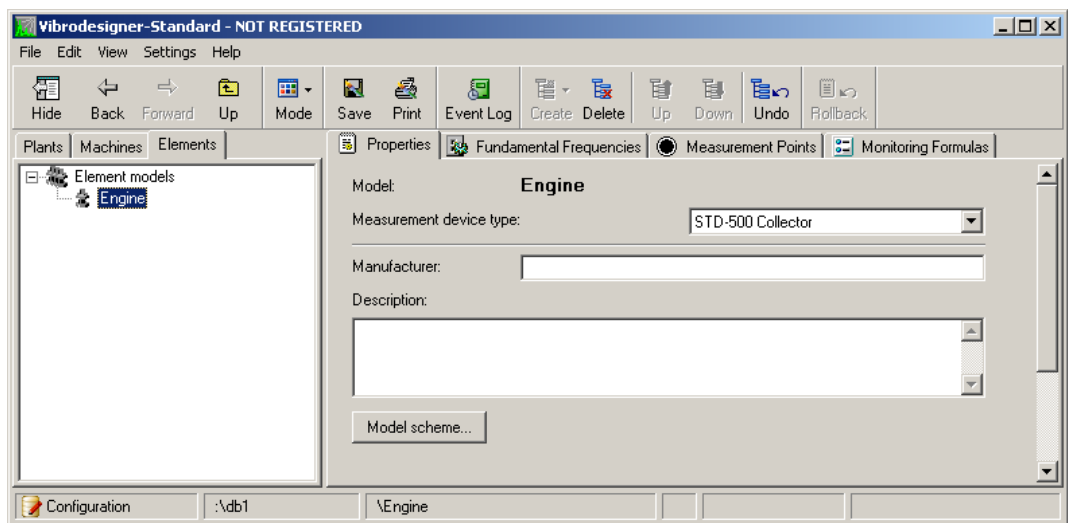 Vibrodesigner-Standard - NOT REGISTERED
File Edit View Settings Help
Hide Back Forward Up Mode Save Print Event Log Create Delete Up Down Undo Rollback
Plants Machines Elements Properties Fundamental Frequencies Measurement Points Monitoring Formulas
Element models
Engine
Model: Engine
Measurement device type: STD-500 Collector
Manufacturer:
Description:
Model scheme...
Configuration :\db1 \Engine